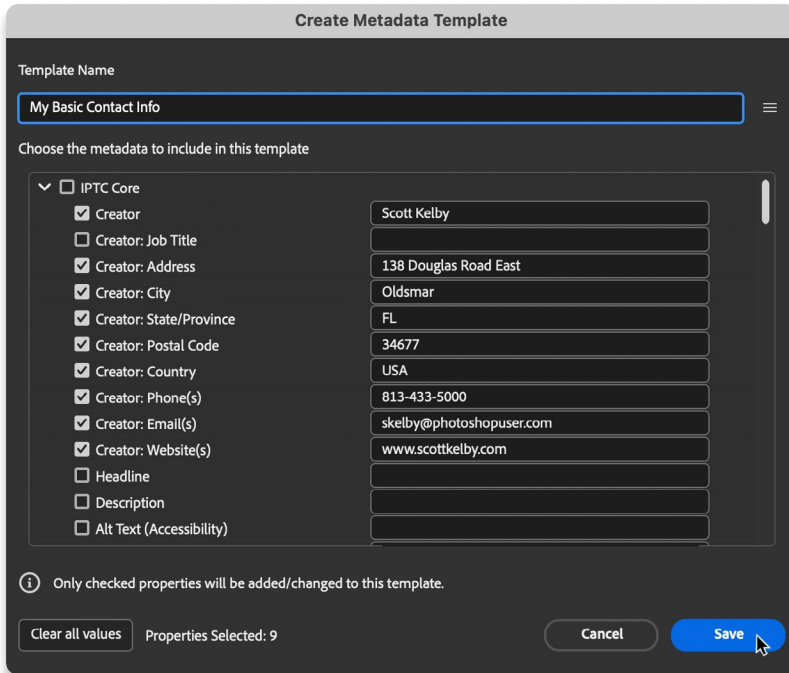 Create Metadata Template
Template Name
My Basic Contact Info
Choose the metadata to include in this template
IPTC Core
Creator Scott Kelby
Creator: Job Title
Creator: Address 138 Douglas Road East
Creator: City Oldsmar
Creator: State/Province FL
Creator: Postal Code 34677
Creator: Country USA
Creator: Phone(s) 813-433-5000
Creator: Email(s) skelby@photoshopuser.com
Creator: Website(s) www.scottkelby.com
Headline
Description
Alt Text (Accessibility)
Only checked properties will be added/changed to this template.
Clear all values Properties Selected: 9 Cancel Save